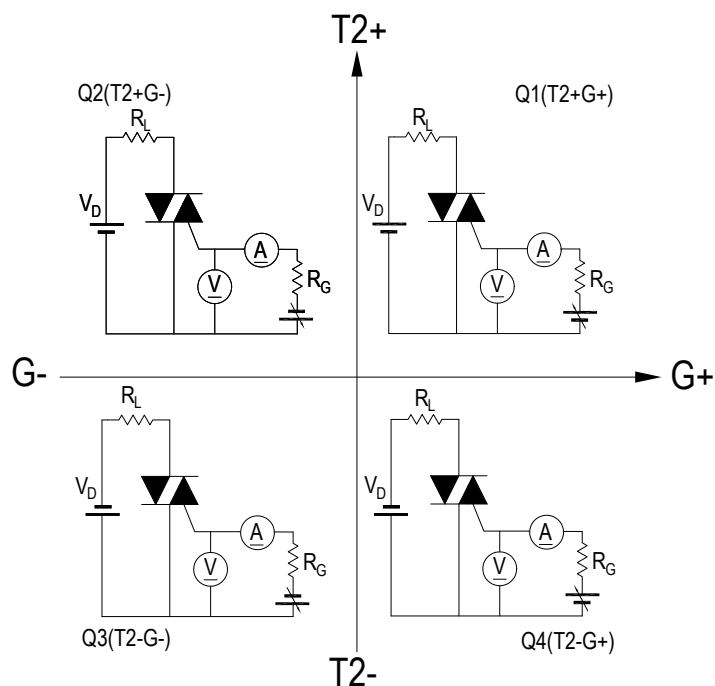 T2+
Q2(T2+G-)
Q1(T2+G+)
RL
RL
VD
VD
A
A
V
RG
V
RG
G-
G+
RL
RL
VD
VD
A
A
V
RG
V
RG
Q3(T2-G-)
Q4(T2-G+)
T2-